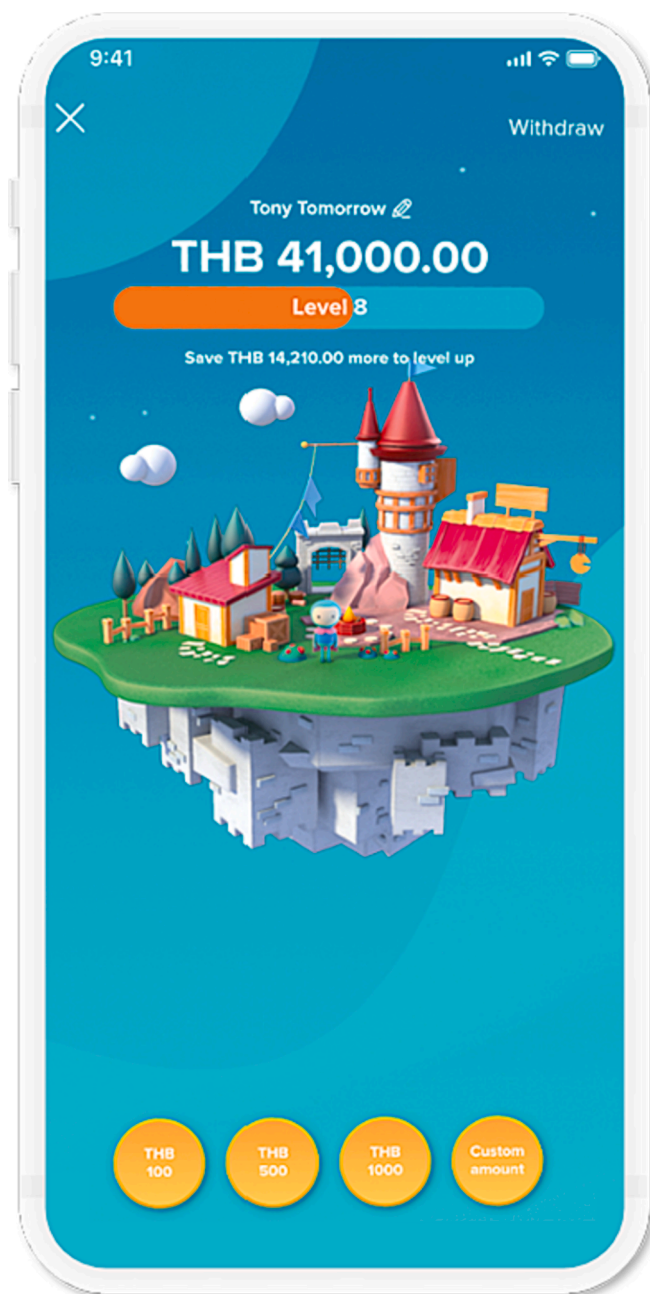 9:41
Withdraw
Tony Tomorrow
THB 41,000.00
Level 8
Save THB 14,210.00 more to level up
THB
100
THB
500
THB
1000
Custom
amount